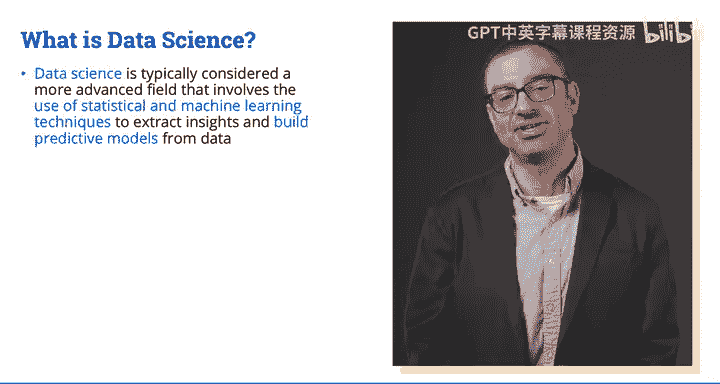 What is Data Science?
GPT中英字幕课程资源
• Data science is typically considered a
more advanced field that involves the
use of statistical and machine learning
techniques to extract insights and build
predictive models from data